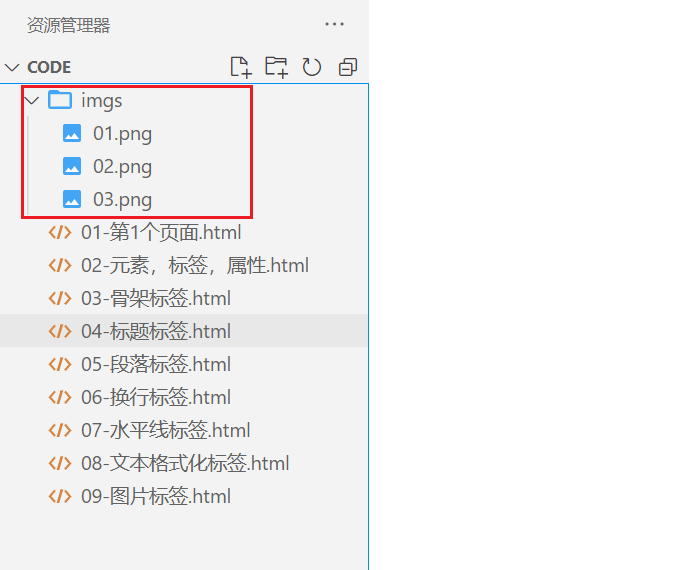 资源管理器
CODE
imgs
01.png
02.png
03.png
01-第1个页面.html
02-元素，标签，属性.html
03-骨架标签.html
04-标题标签.html
05-段落标签.html
06-换行标签.html
07-水平线标签.html
08-文本格式化标签.html
09-图片标签.html